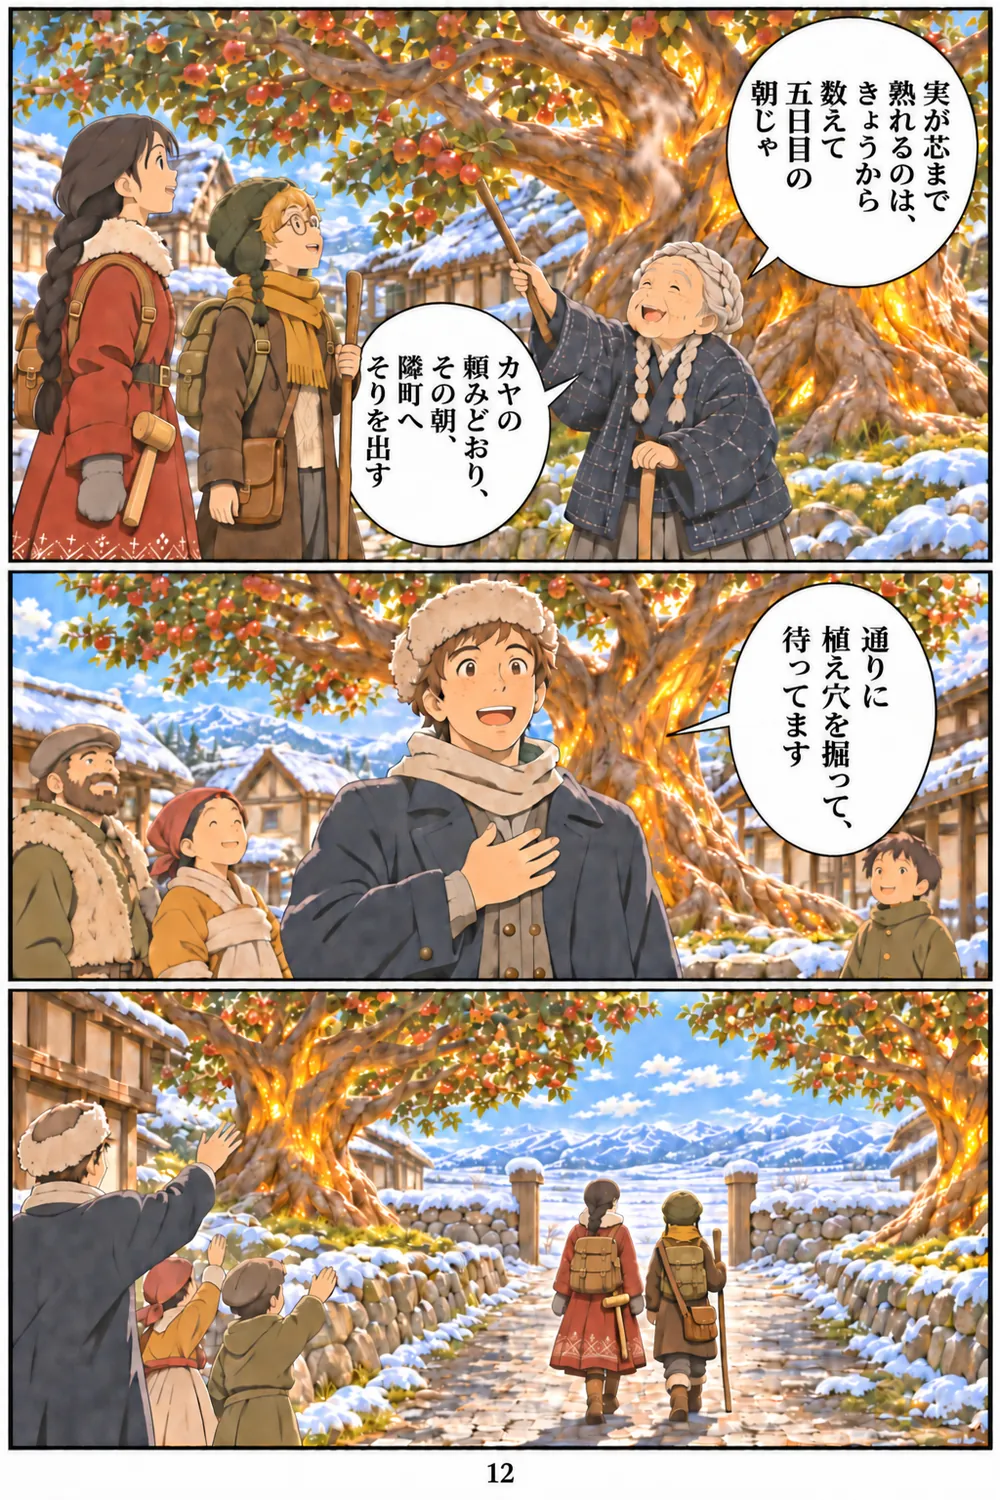 実が芯まで
熟れるのは、
きょうから
数えて
五日目の
朝じゃ
カヤの
頼みどおり、
その朝、
隣町へ
そりを出す
通りに
植え穴を掘って、
待ってます
12